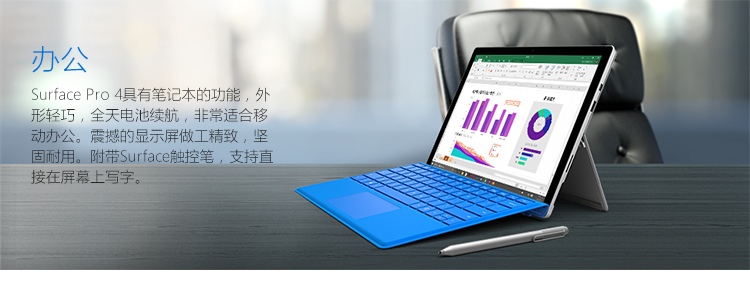 办公
Surface Pro 4具有笔记本的功能，外
形轻巧，全天电池续航，非常适合移
动办公。震撼的显示屏做工精致，坚
固耐用。附带Surface触控笔，支持直
接在屏幕上写字。